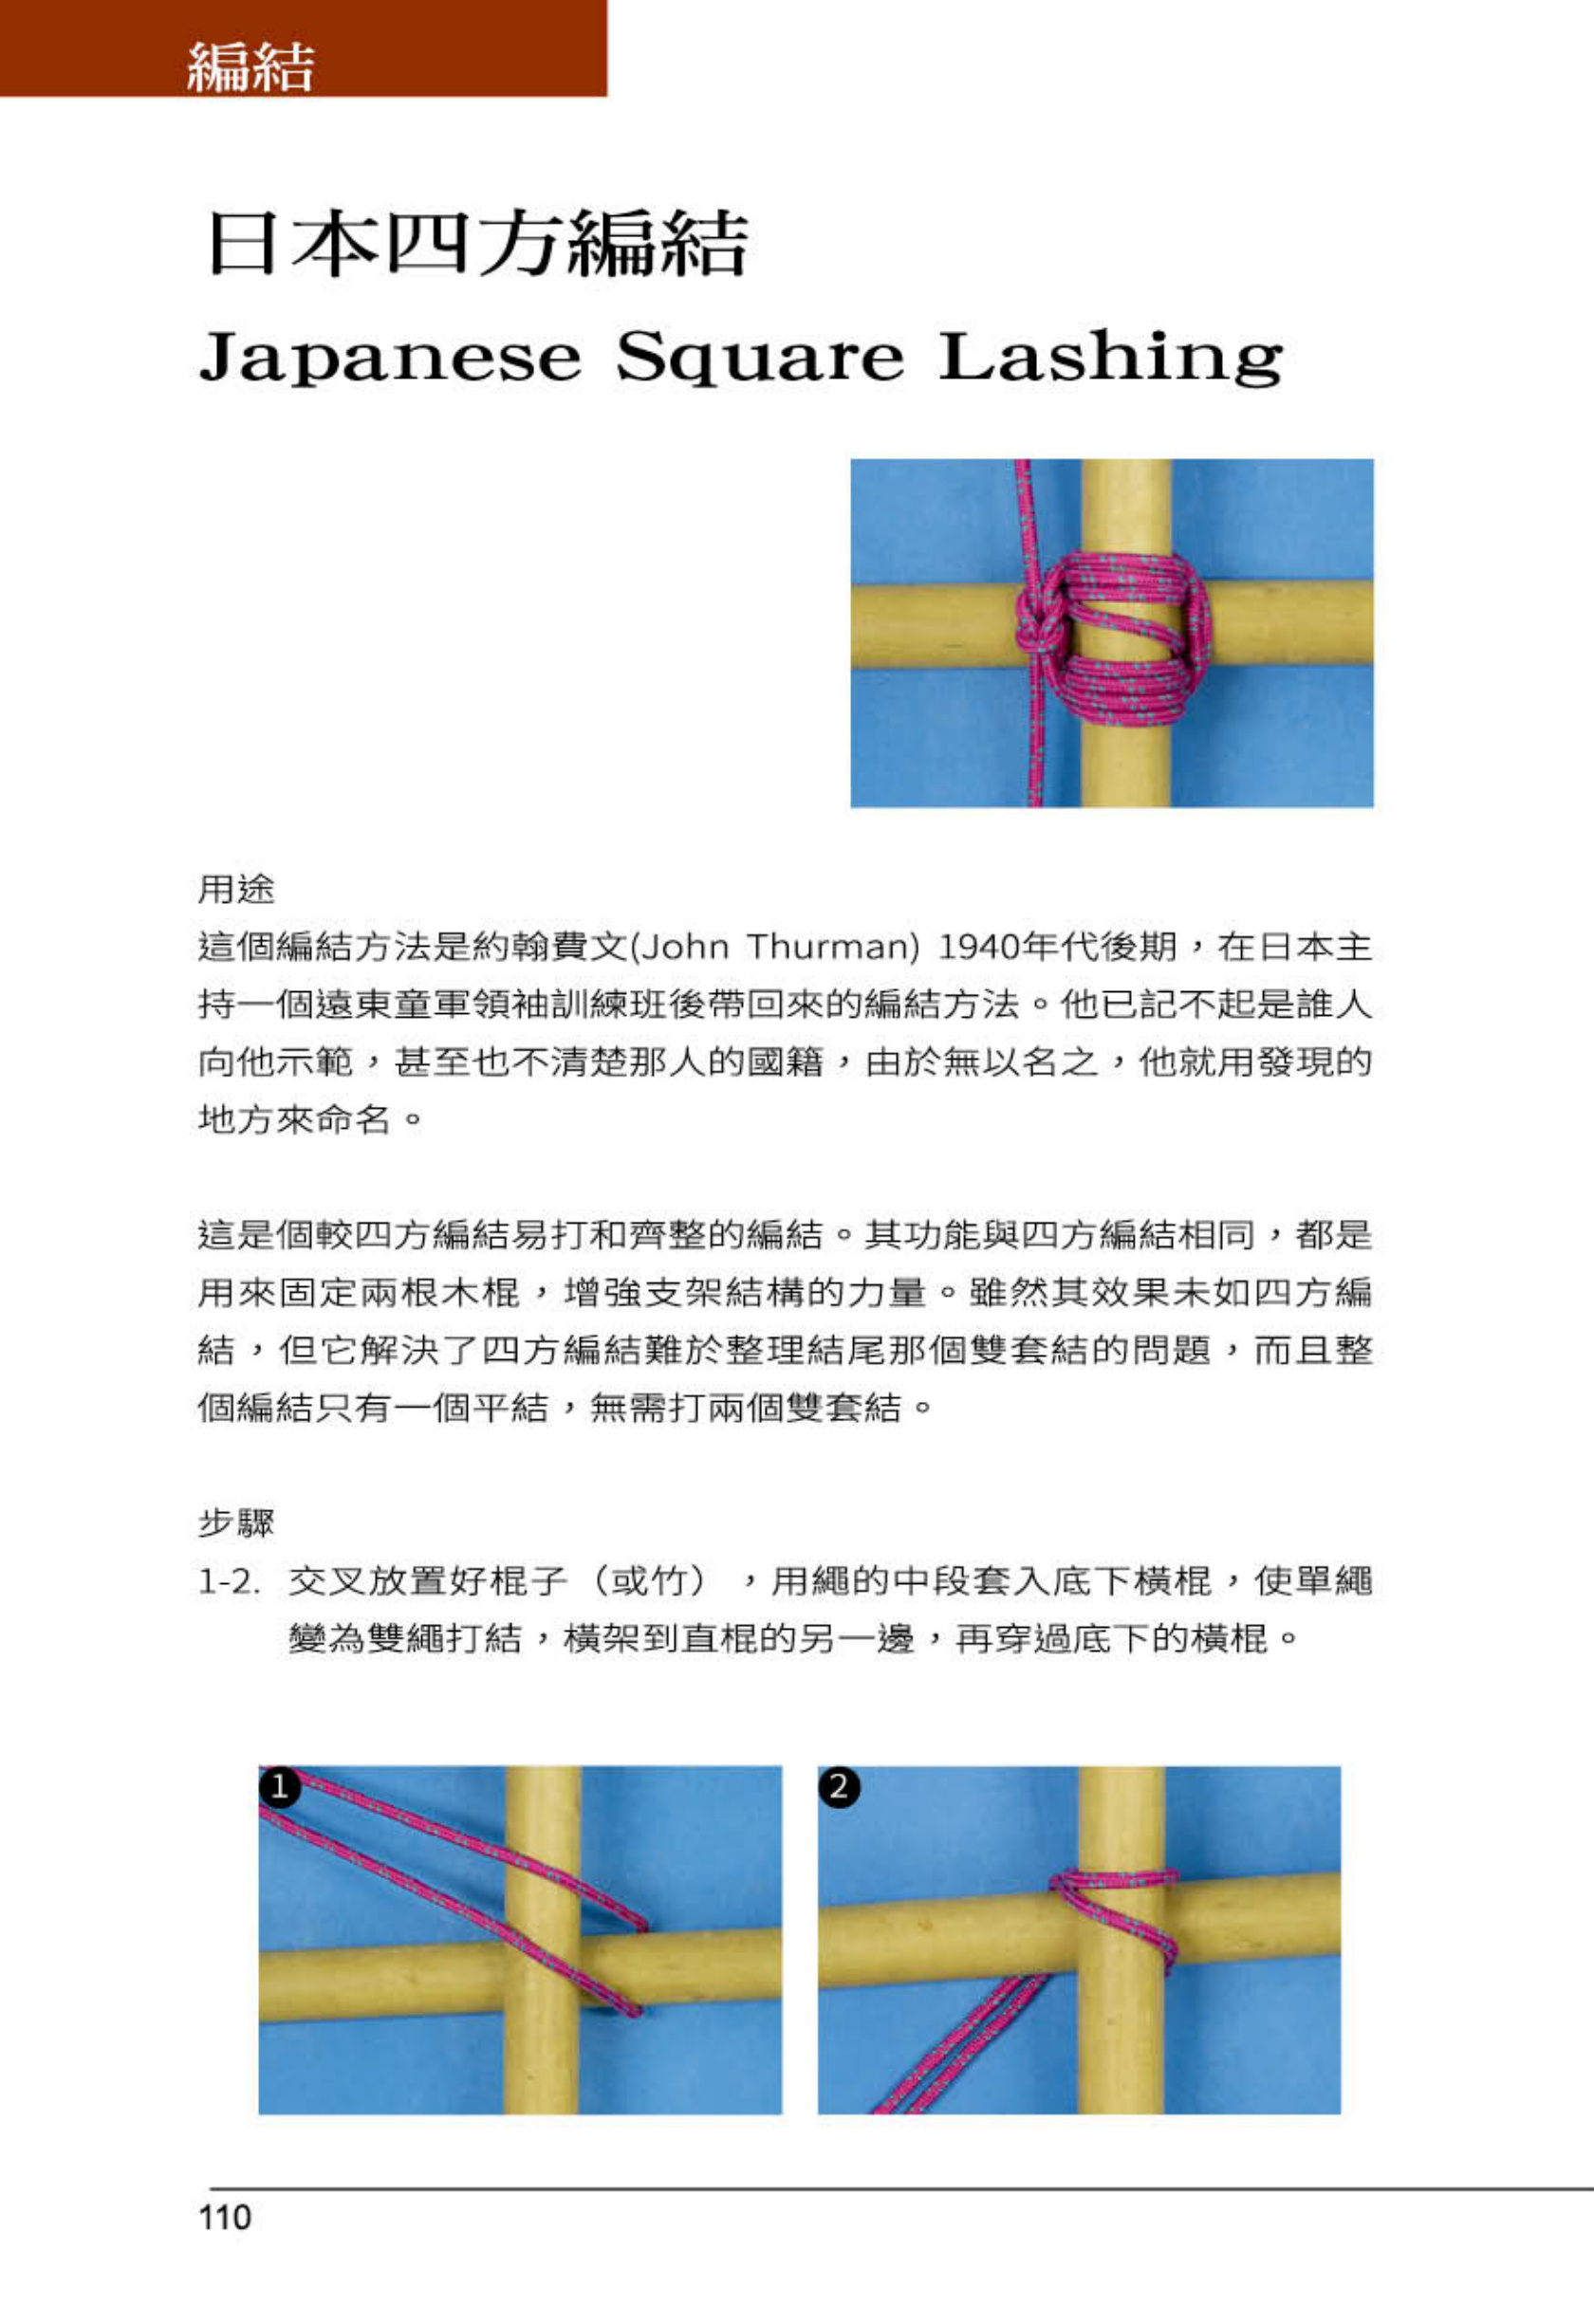 編結
日本四方編結
Japanese Square Lashing
用途
這個編結方法是約翰費文(John Thurman) 1940年代後期，在日本主
持一個遠東童軍領袖訓練班後帶回來的編結方法。他已記不起是誰人
向他示範，甚至也不清楚那人的國籍，由於無以名之，他就用發現的
地方來命名。
這是個較四方編結易打和齊整的編結。其功能與四方編結相同，都是
用來固定兩根木棍，增強支架結構的力量。雖然其效果未如四方編
結，但它解決了四方編結難於整理結尾那個雙套結的問題，而且整
個編結只有一個平結，無需打兩個雙套結。
步驟
1-2. 交叉放置好棍子（或竹），用繩的中段套入底下橫棍，使單繩
變為雙繩打結，橫架到直棍的另一邊，再穿過底下的橫棍。
1
2
110